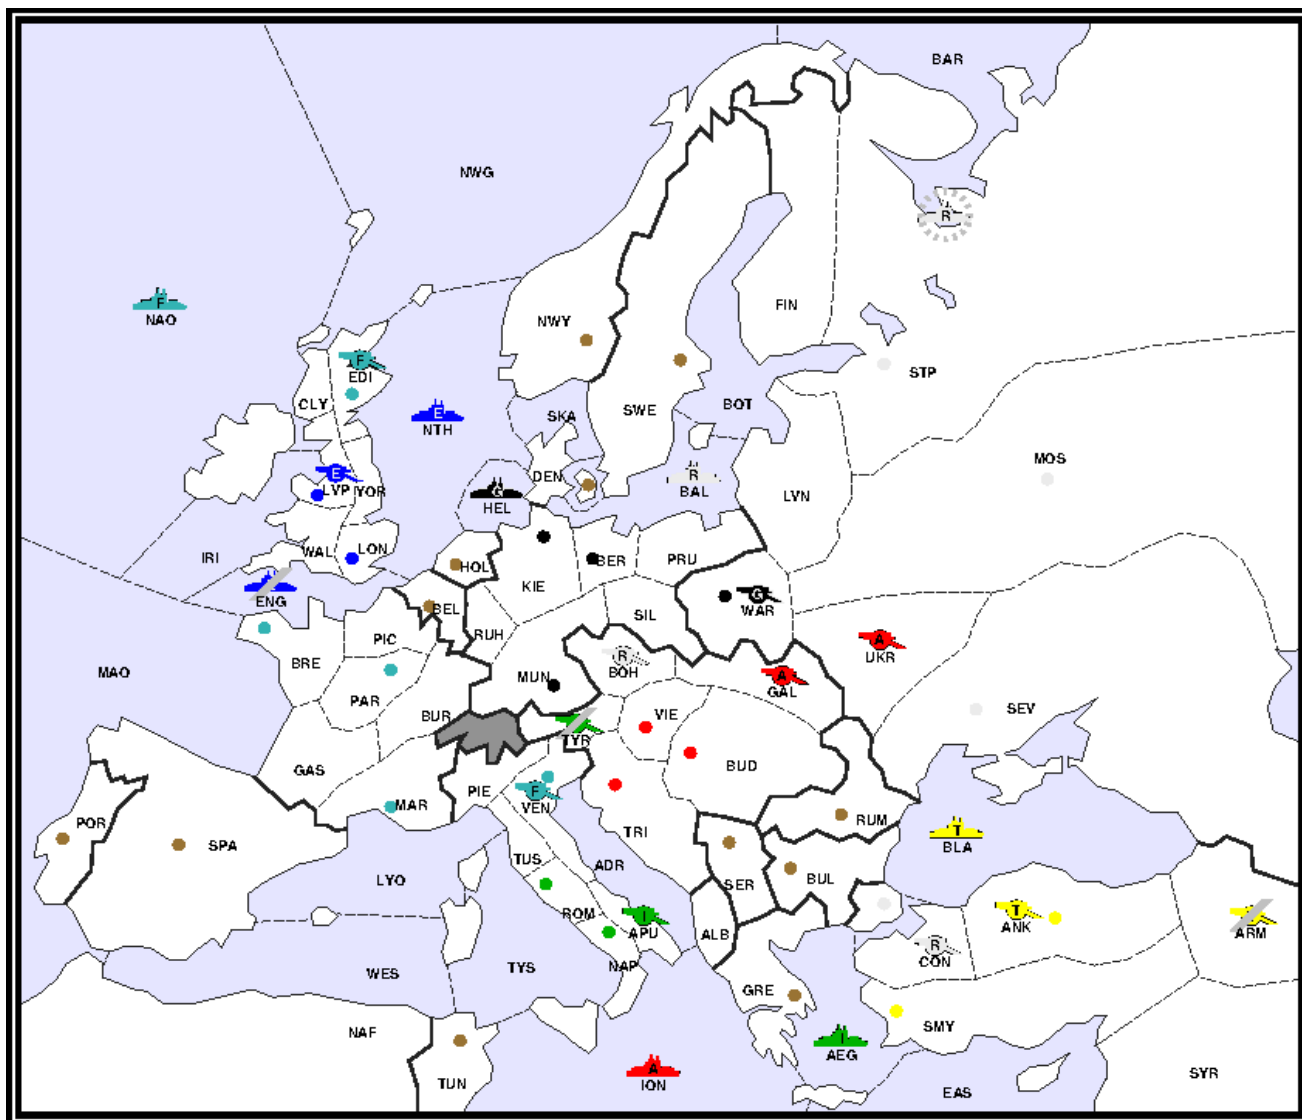 BAR
NWG
R
F
NAO
FIN
NWY
F
EDI
STP
CLY
E
NTH
SKA
SWE
BOT
MOS
E
LVP
YOR
DEN
R
BAL
G
HEL
LVN
IRI
WAL
LON
HOL
KIE
BER
PRU
ENG
BEL
G
WAR
SIL
PIC
RUH
A
UKR
BRE
R
BOH
MAO
MUN
A
GAL
PAR
BUR
VIE
SEV
TYR
BUD
GAS
PIE
F
VEN
MAR
POR
SPA
TRI
RUM
T
BLA
TUS
ADR
LYO
BUL
SER
ROM
I
APU
T
ANK
ARM
ALB
R
CON
WES
TYS
NAP
GRE
NAF
SMY
I
AEG
TUN
A
ION
EAS
SYR